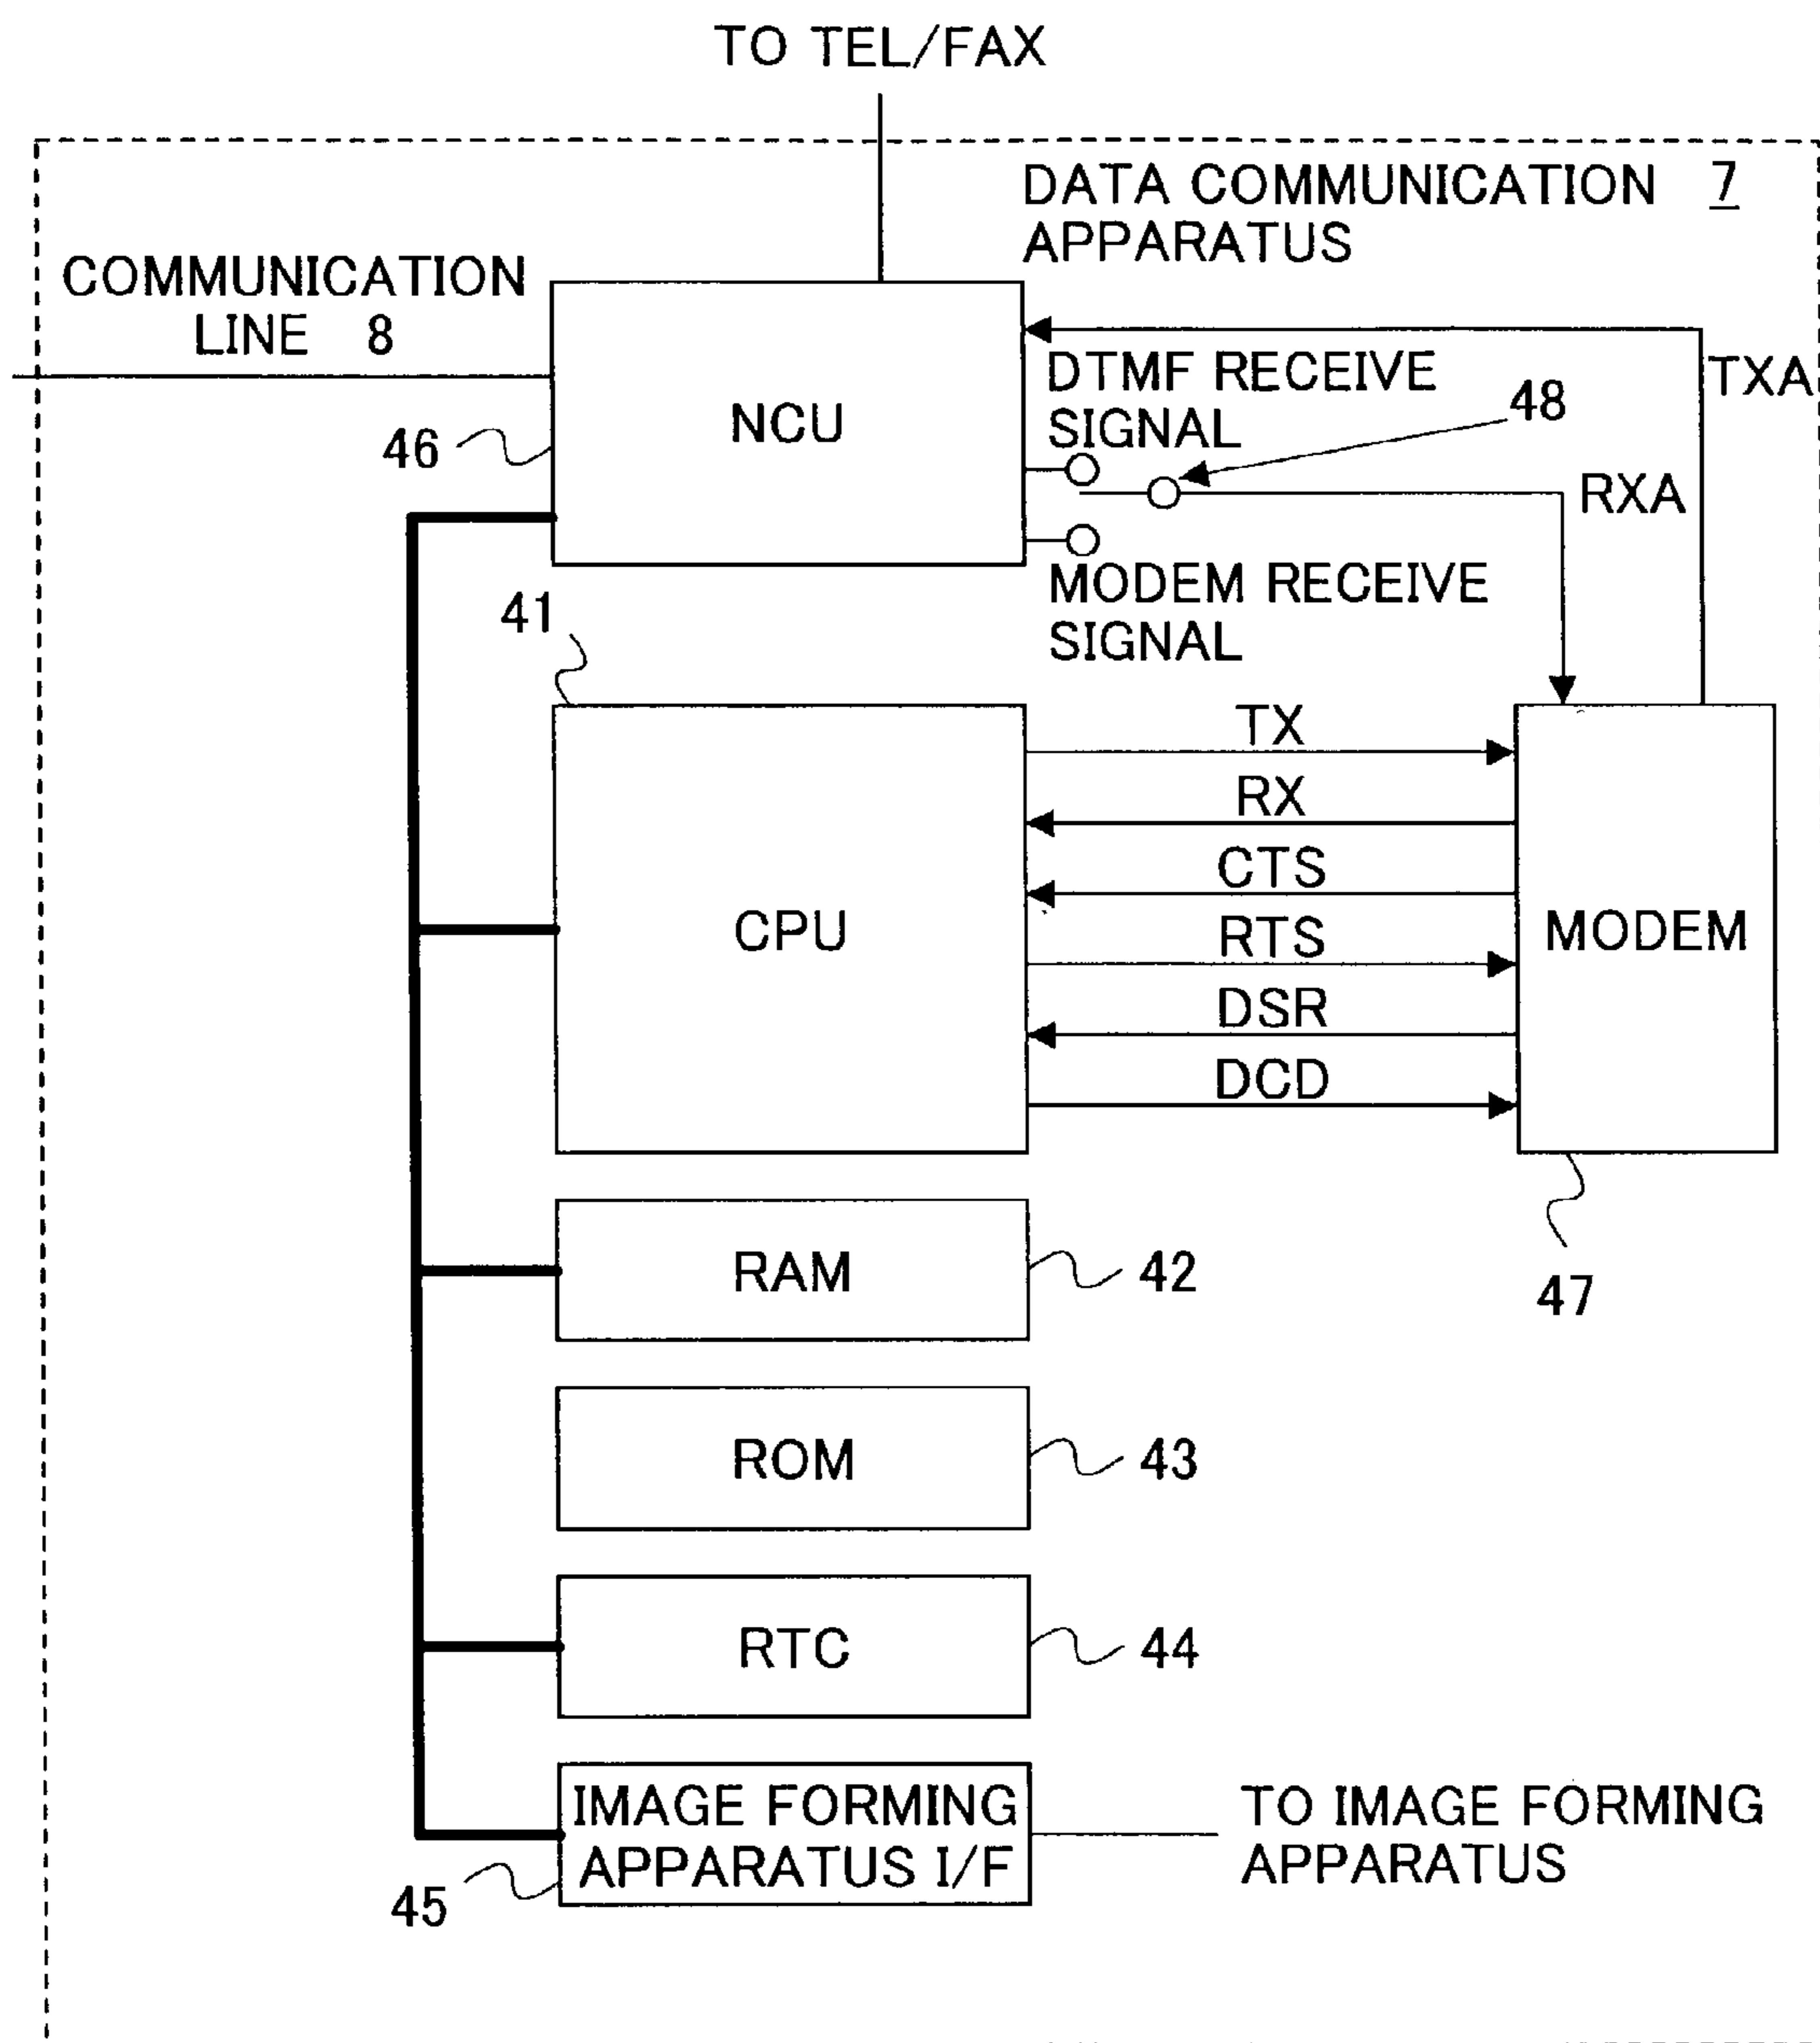 TO TEL/FAX
DATA COMMUNICATION 7
APPARATUS
COMMUNICATION
LINE 8
NCU
46
DTMF RECEIVE
SIGNAL
48
TXA
RXA
MODEM RECEIVE
SIGNAL
41
CPU
TX
RX
CTS
RTS
DSR
DCD
MODEM
47
RAM
42
ROM
43
RTC
44
IMAGE FORMING
APPARATUS I/F
45
TO IMAGE FORMING
APPARATUS